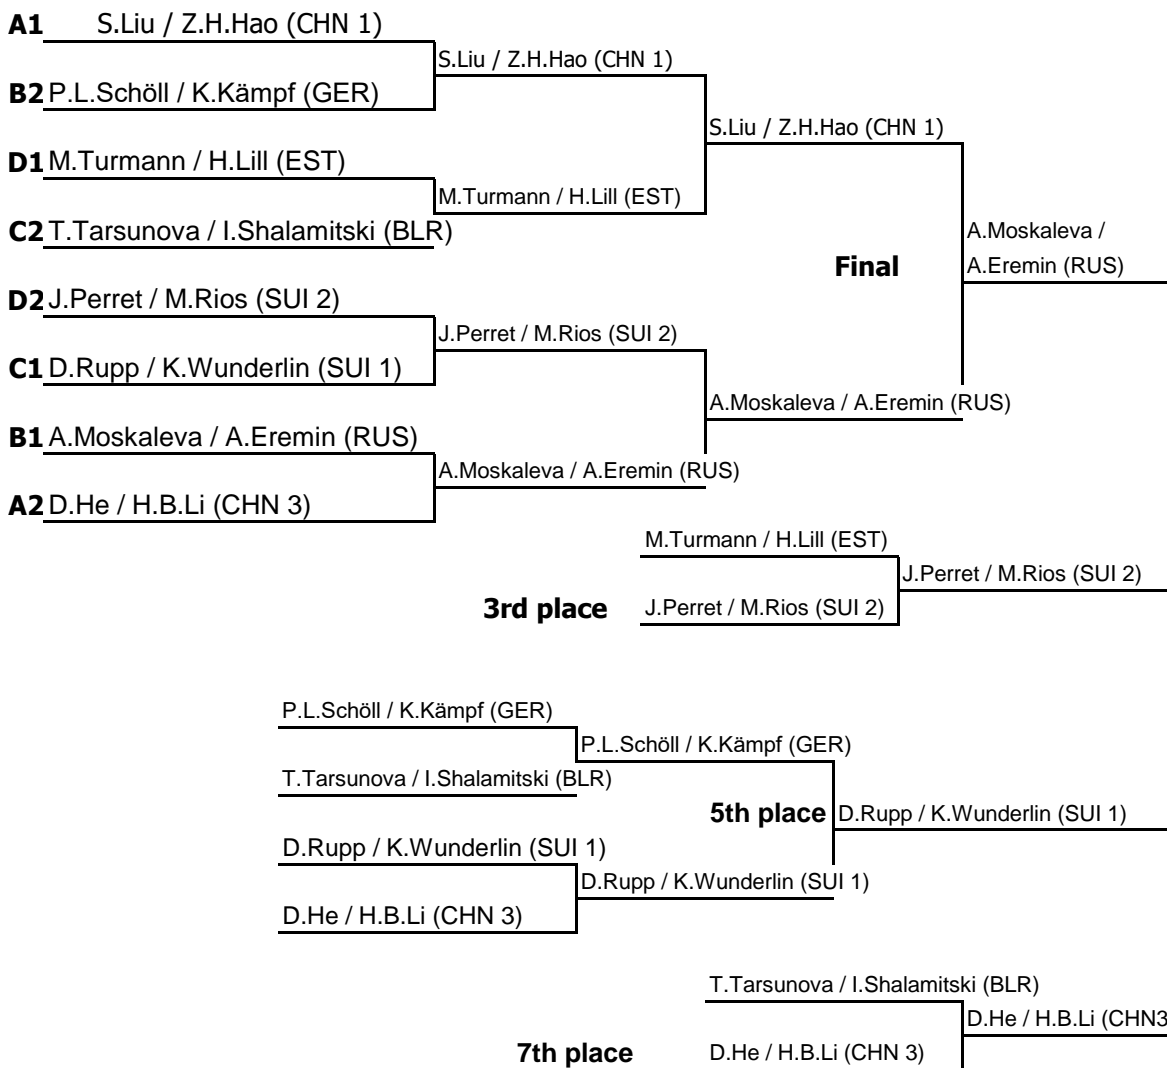 A1 S.Liu / Z.H.Hao (CHN 1)
S.Liu / Z.H.Hao (CHN 1)
B2 P.L.Schöll / K.Kämpf (GER)
S.Liu / Z.H.Hao (CHN 1)
D1 M.Turmann / H.Lill (EST)
M.Turmann / H.Lill (EST)
C2 T.Tarsunova / I.Shalamitski (BLR)
A.Moskaleva /
Final A.Eremin (RUS)
D2 J.Perret / M.Rios (SUI 2)
J.Perret / M.Rios (SUI 2)
C1 D.Rupp / K.Wunderlin (SUI 1)
A.Moskaleva / A.Eremin (RUS)
B1 A.Moskaleva / A.Eremin (RUS)
A.Moskaleva / A.Eremin (RUS)
A2 D.He / H.B.Li (CHN 3)
M.Turmann / H.Lill (EST)
J.Perret / M.Rios (SUI 2)
3rd place J.Perret / M.Rios (SUI 2)
P.L.Schöll / K.Kämpf (GER)
P.L.Schöll / K.Kämpf (GER)
T.Tarsunova / I.Shalamitski (BLR)
5th place D.Rupp / K.Wunderlin (SUI 1)
D.Rupp / K.Wunderlin (SUI 1)
D.Rupp / K.Wunderlin (SUI 1)
D.He / H.B.Li (CHN 3)
T.Tarsunova / I.Shalamitski (BLR)
D.He / H.B.Li (CHN3
7th place D.He / H.B.Li (CHN 3)